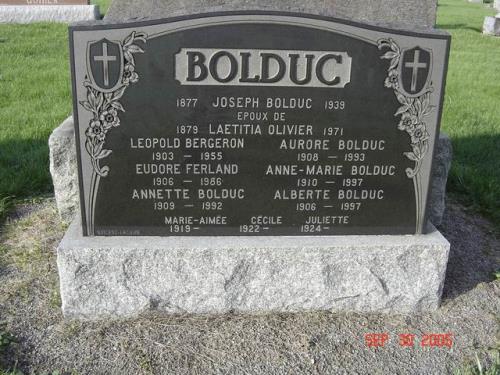 BOLDUC
1877 JOSEPH BOLDUC 1939
EPOUX DE
1879 LAETITIA OLIVIER 1971
LEOPOLD BERGERON AURORE BOLDUC
1903 - 1955 1908 - 1993
EUDORE FERLAND ANNE-MARIE BOLDUC
1906 - 1986 1910 - 1997
ANNETTE BOLDUC ALBERTE BOLDUC
1909 - 1992 1906 - 1997
MARIE-AIMÉE CÉCILE JULIETTE
1919- 1922- 1924-
SEP 30 2005